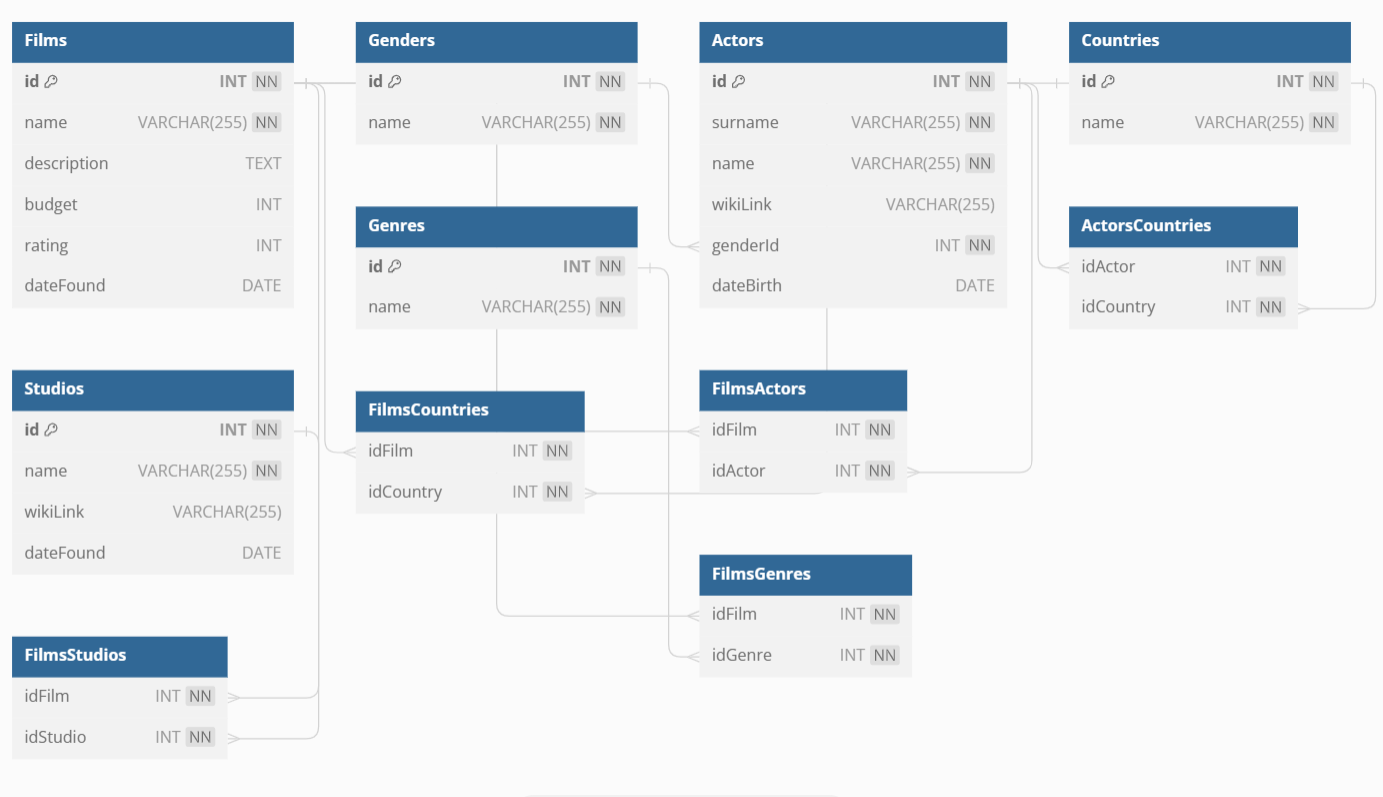 Films
id INT NN
name VARCHAR(255) NN
description TEXT
budget INT
rating INT
dateFound DATE
Genders
id INT NN
name VARCHAR(255) NN
Actors
id INT NN
surname VARCHAR(255) NN
name VARCHAR(255) NN
wikiLink VARCHAR(255)
genderId INT NN
dateBirth DATE
Countries
id INT NN
name VARCHAR(255) NN
Genres
id INT NN
name VARCHAR(255) NN
ActorsCountries
idActor INT NN
idCountry INT NN
Studios
id INT NN
name VARCHAR(255) NN
wikiLink VARCHAR(255)
dateFound DATE
FilmsCountries
idFilm INT NN
idCountry INT NN
FilmsActors
idFilm INT NN
idActor INT NN
FilmsGenres
idFilm INT NN
idGenre INT NN
FilmsStudios
idFilm INT NN
idStudio INT NN